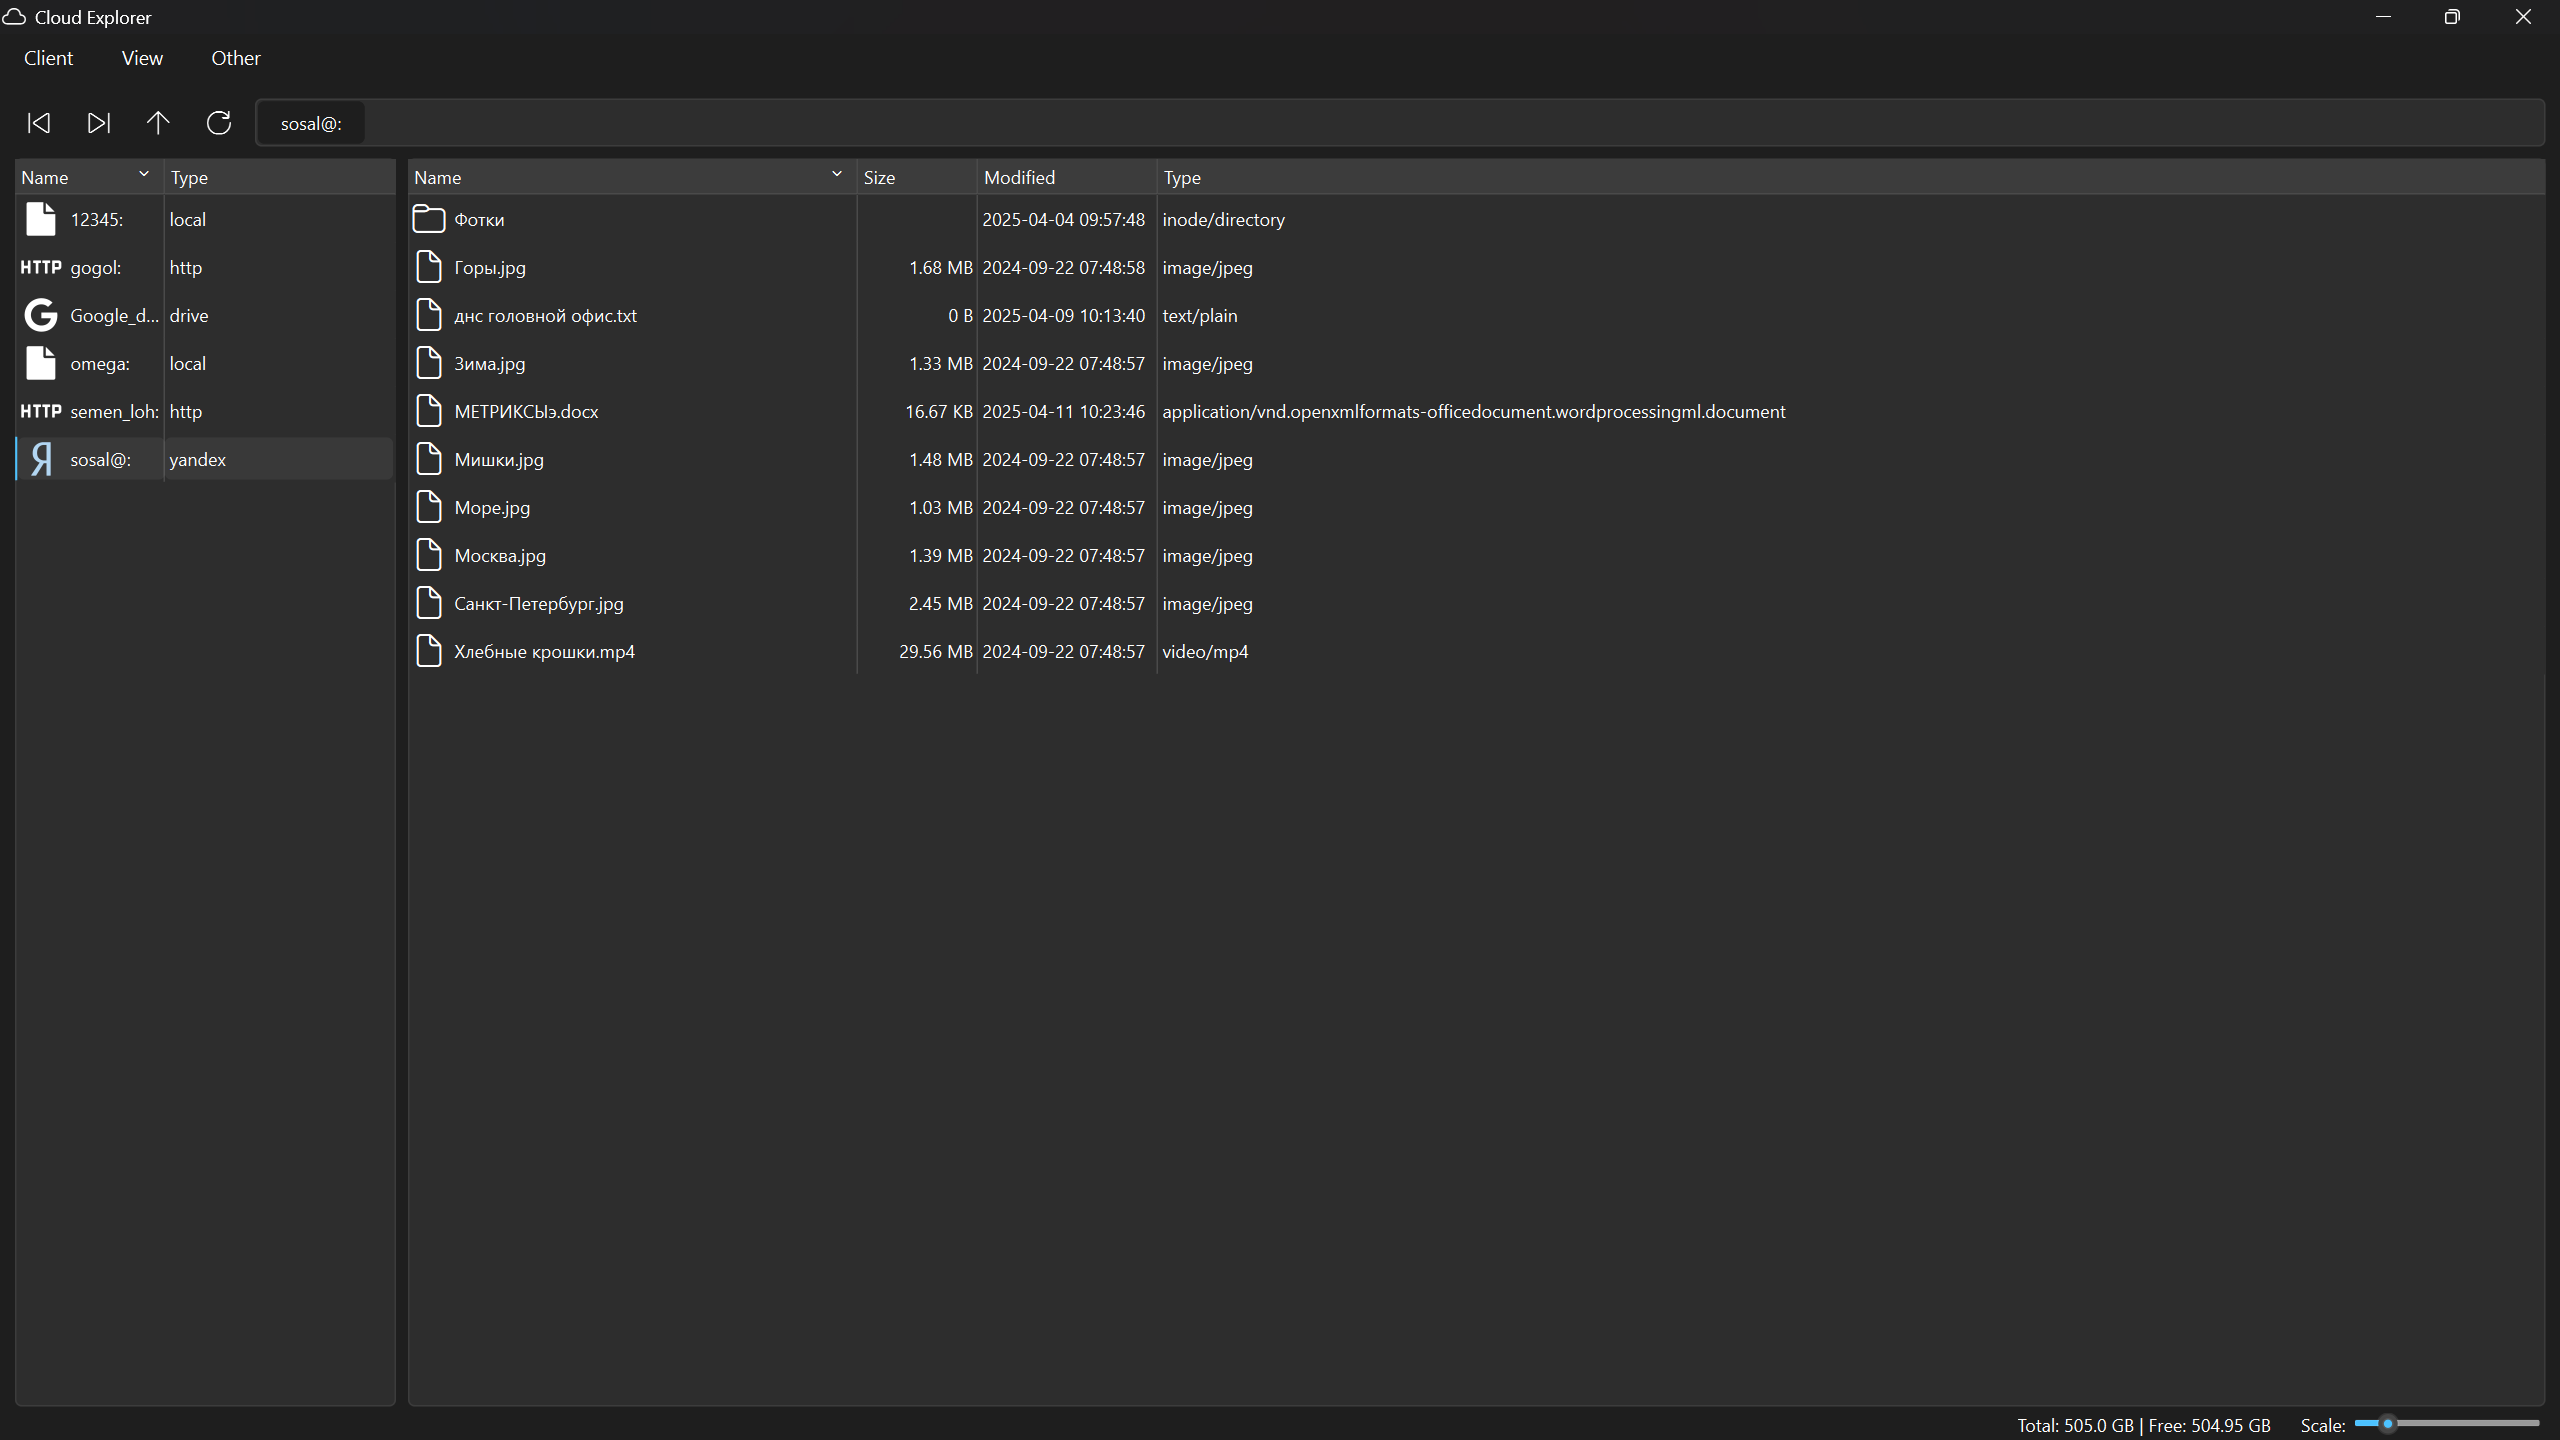 Cloud Explorer
Client View Other
sosal@:
Name Type
12345: local
HTTP gogol: http
Google_d... drive
omega: local
HTTP semen_loh: http
Я sosal@: yandex
Name Size Modified Type
Фотки 2025-04-04 09:57:48 inode/directory
Горы.jpg 1.68 MB 2024-09-22 07:48:58 image/jpeg
днс головной офис.txt 0 B 2025-04-09 10:13:40 text/plain
Зима.jpg 1.33 MB 2024-09-22 07:48:57 image/jpeg
МЕТРИКСЫэ.docx 16.67 KB 2025-04-11 10:23:46 application/vnd.openxmlformats-officedocument.wordprocessingml.document
Мишки.jpg 1.48 MB 2024-09-22 07:48:57 image/jpeg
Море.jpg 1.03 MB 2024-09-22 07:48:57 image/jpeg
Москва.jpg 1.39 MB 2024-09-22 07:48:57 image/jpeg
Санкт-Петербург.jpg 2.45 MB 2024-09-22 07:48:57 image/jpeg
Хлебные крошки.mp4 29.56 MB 2024-09-22 07:48:57 video/mp4
Total: 505.0 GB | Free: 504.95 GB Scale: